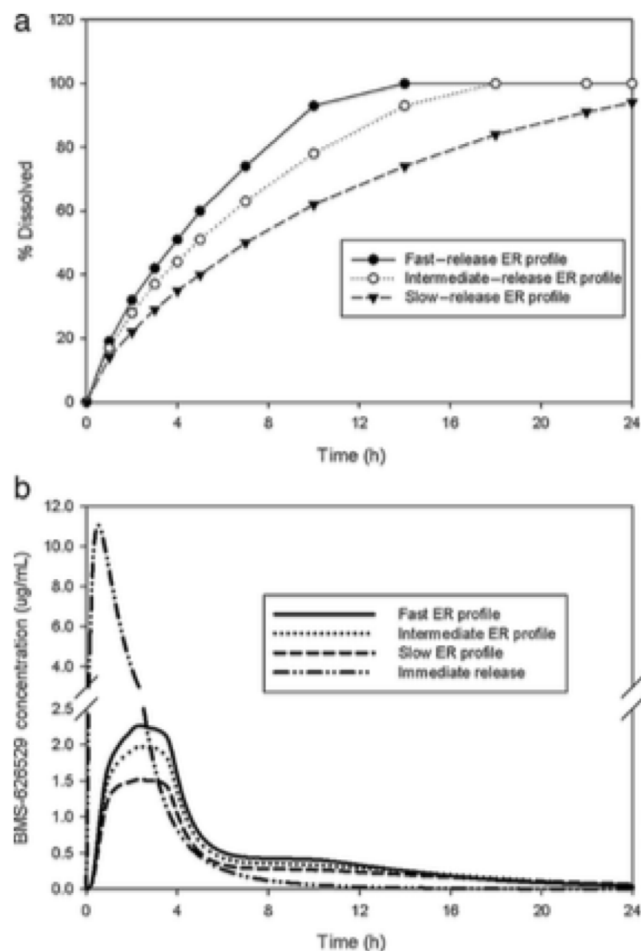 a
120
100
80
60
40
20
0
% Dissolved
Fast–release ER profile
Intermediate–release ER profile
Slow–release ER profile
0 4 8 12 16 20 24
Time (h)
b
12.0
10.0
8.0
6.0
4.0
2.5
2.0
1.5
1.0
0.5
0.0
BMS-626529 concentration (ug/mL)
Fast ER profile
Intermediate ER profile
Slow ER profile
Immediate release
0 4 8 12 16 20 24
Time (h)